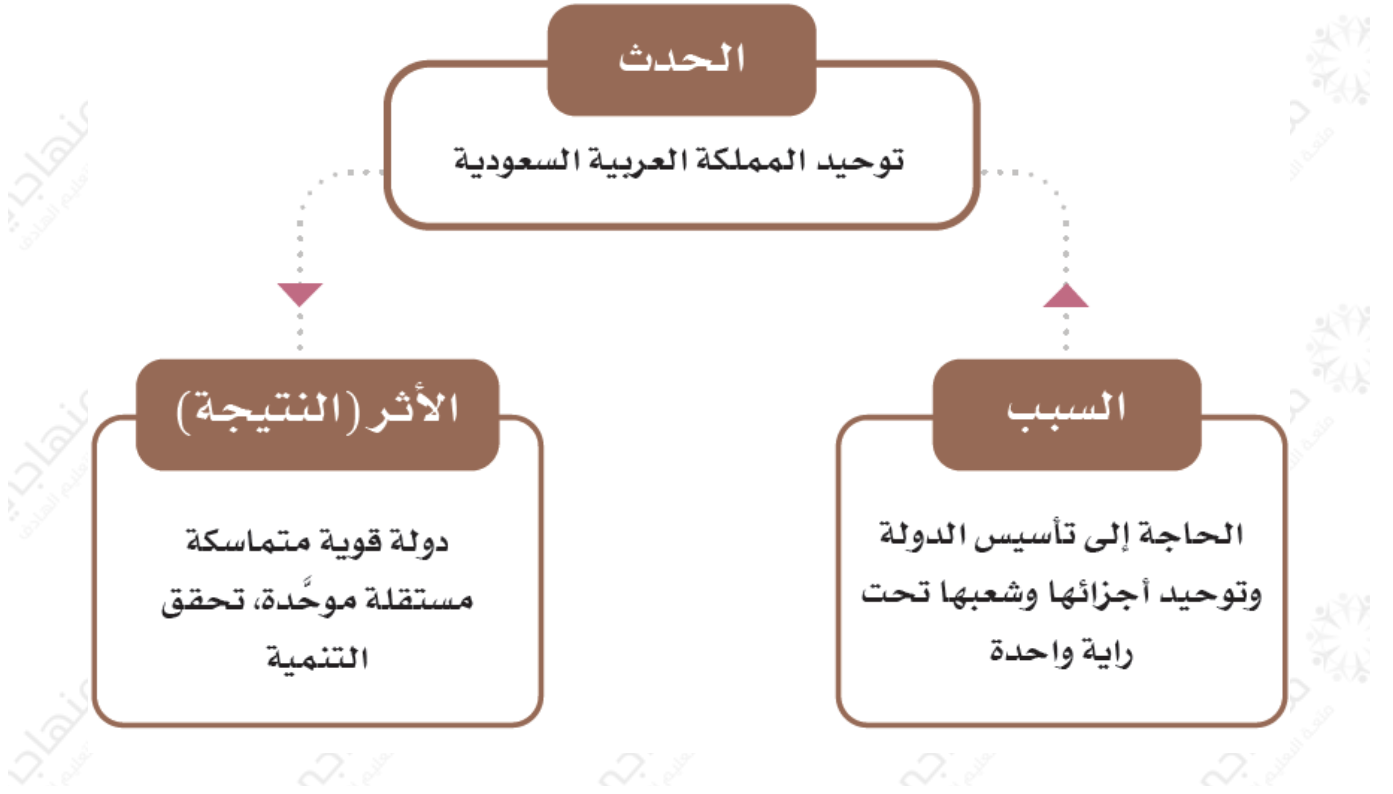 الحدث
توحيد المملكة العربية السعودية
السبب
الحاجة إلى تأسيس الدولة
وتوحيد أجزائها وشعبها تحت
راية واحدة
الأثر (النتيجة)
دولة قوية متماسكة
مستقلة موحَّدة، تحقق
التنمية